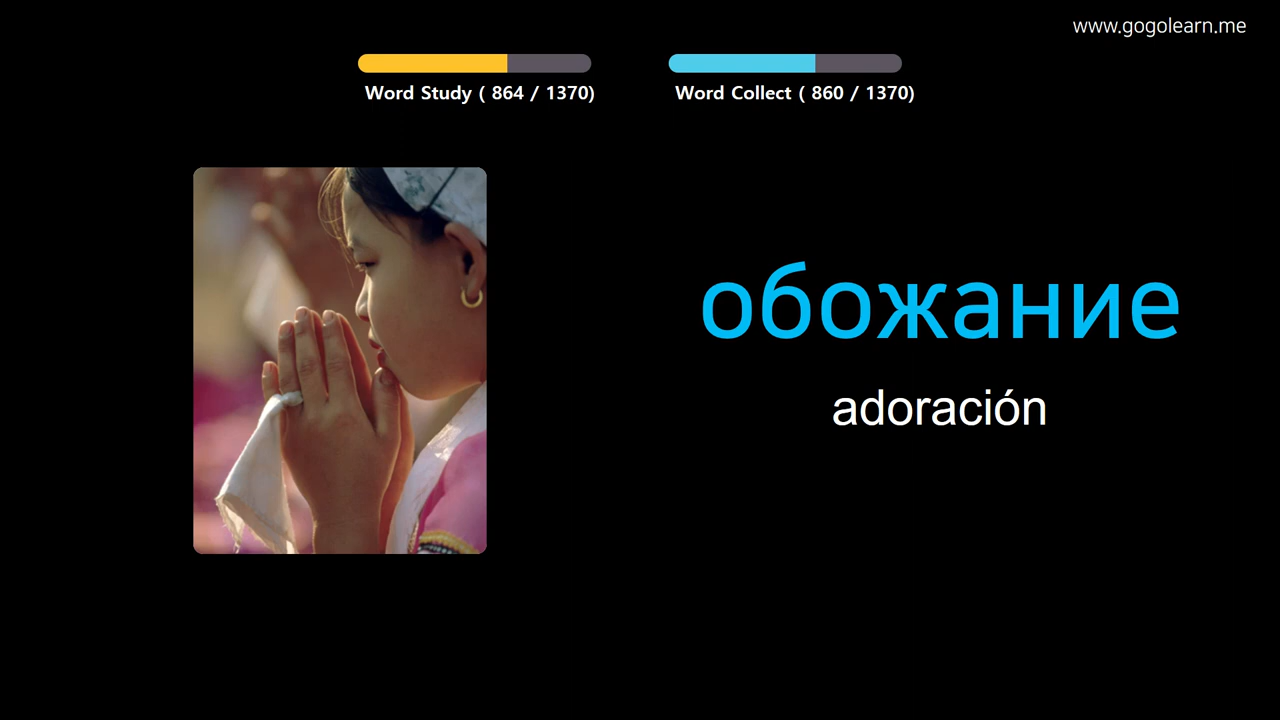 www.gogolearn.me
Word Study ( 864 / 1370)
Word Collect ( 860 / 1370)
обожание
adoración